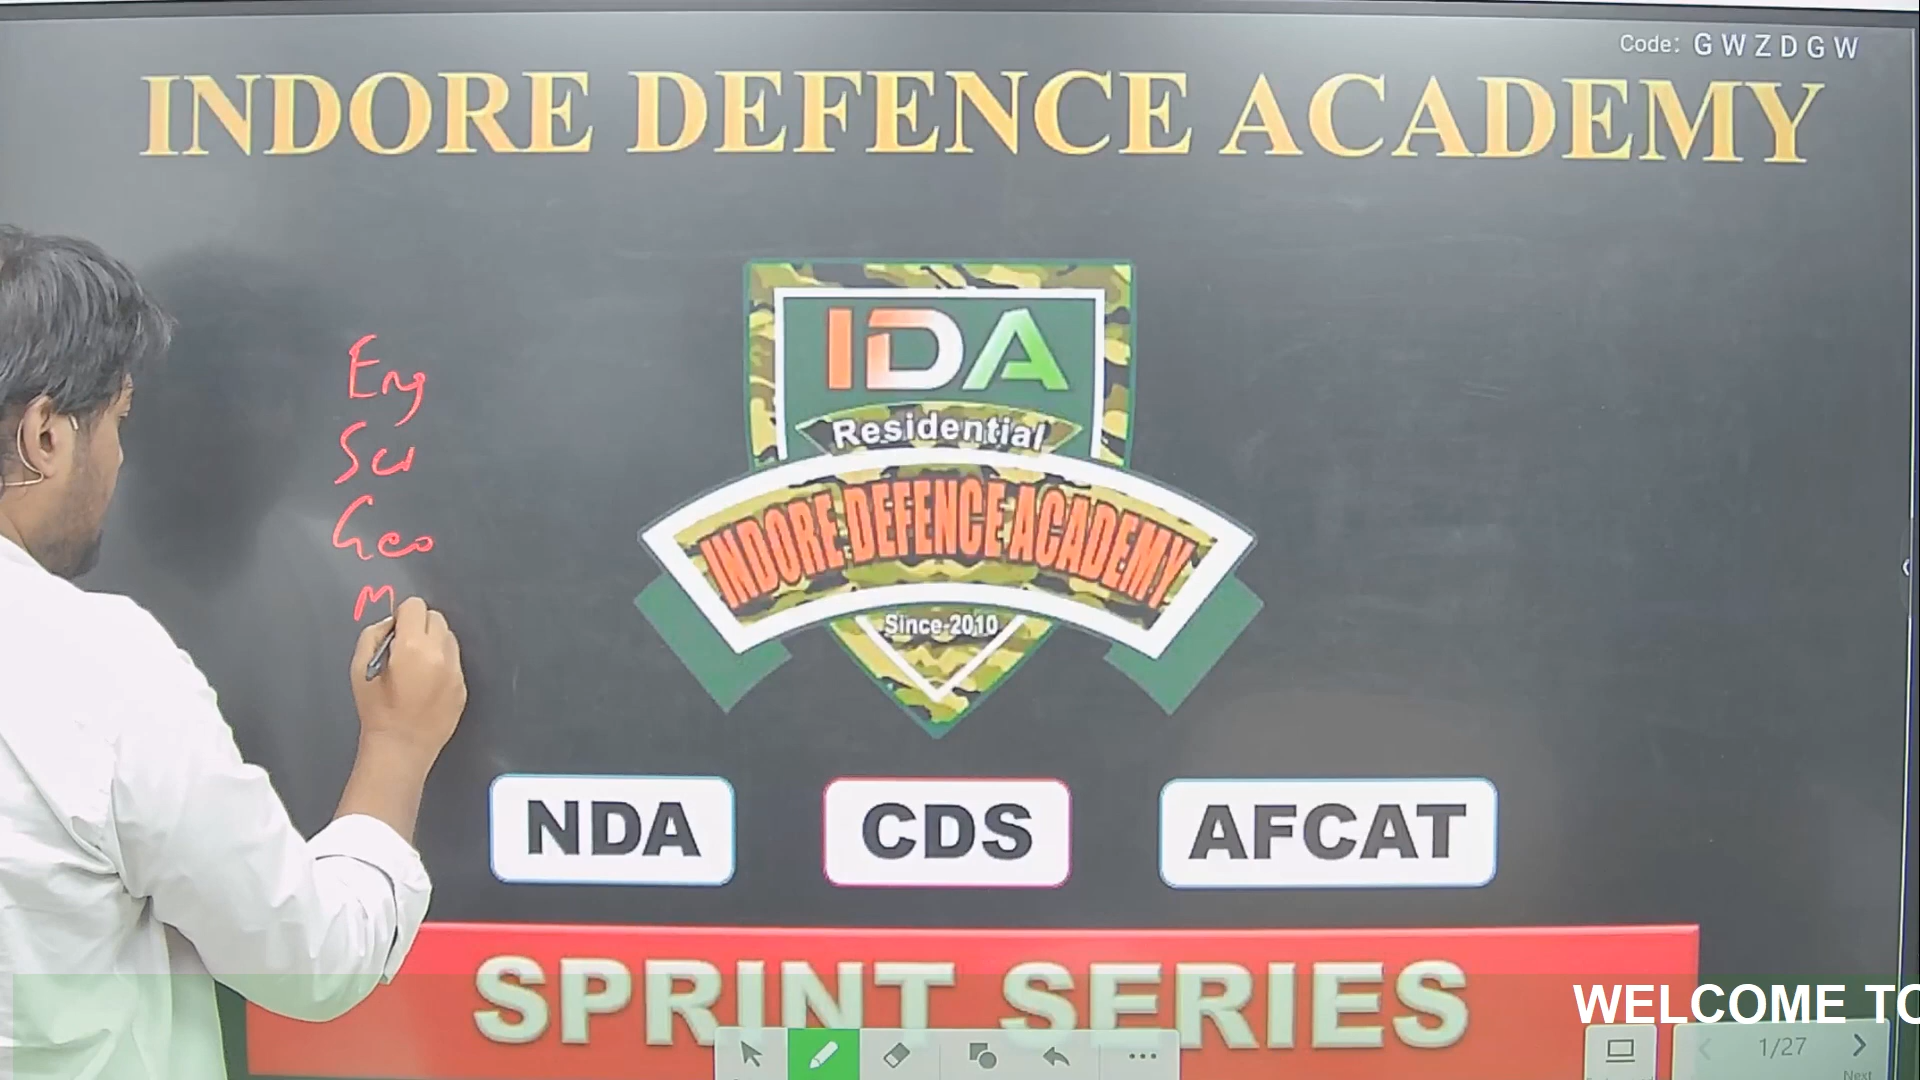 Code: GWZDGW
INDORE DEFENCE ACADEMY
IDA
Residential
INDORE DEFENCE ACADEMY
Since-2010
Eng
Sci
Geo
M
NDA
CDS
AFCAT
SPRINT SERIES
WELCOME TO
1/27
Next